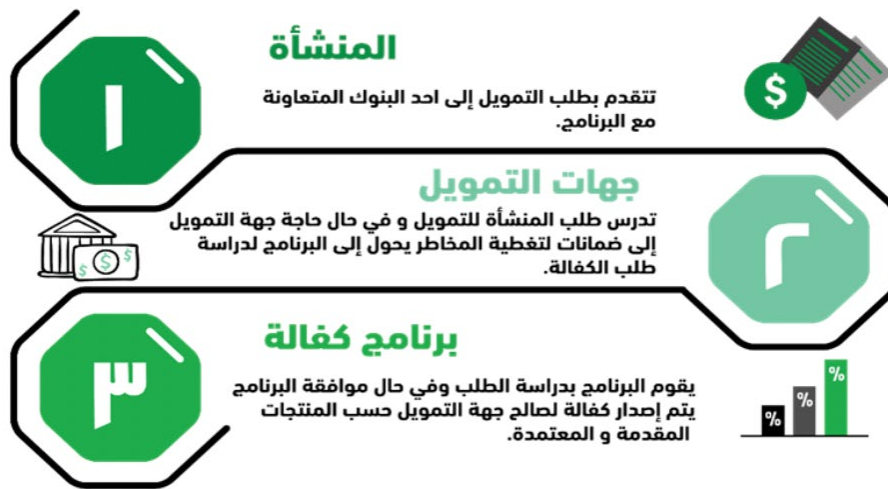 ١
المنشأة
تتقدم بطلب التمويل إلى احد البنوك المتعاونة
مع البرنامج.
$
٢
جهات التمويل
تدرس طلب المنشأة للتمويل و في حال حاجة جهة التمويل
إلى ضمانات لتغطية المخاطر يحول إلى البرنامج لدراسة
طلب الكفالة.
$ $ $
٣
برنامج كفالة
يقوم البرنامج بدراسة الطلب وفي حال موافقة البرنامج
يتم إصدار كفالة لصالح جهة التمويل حسب المنتجات
المقدمة و المعتمدة.
% % %